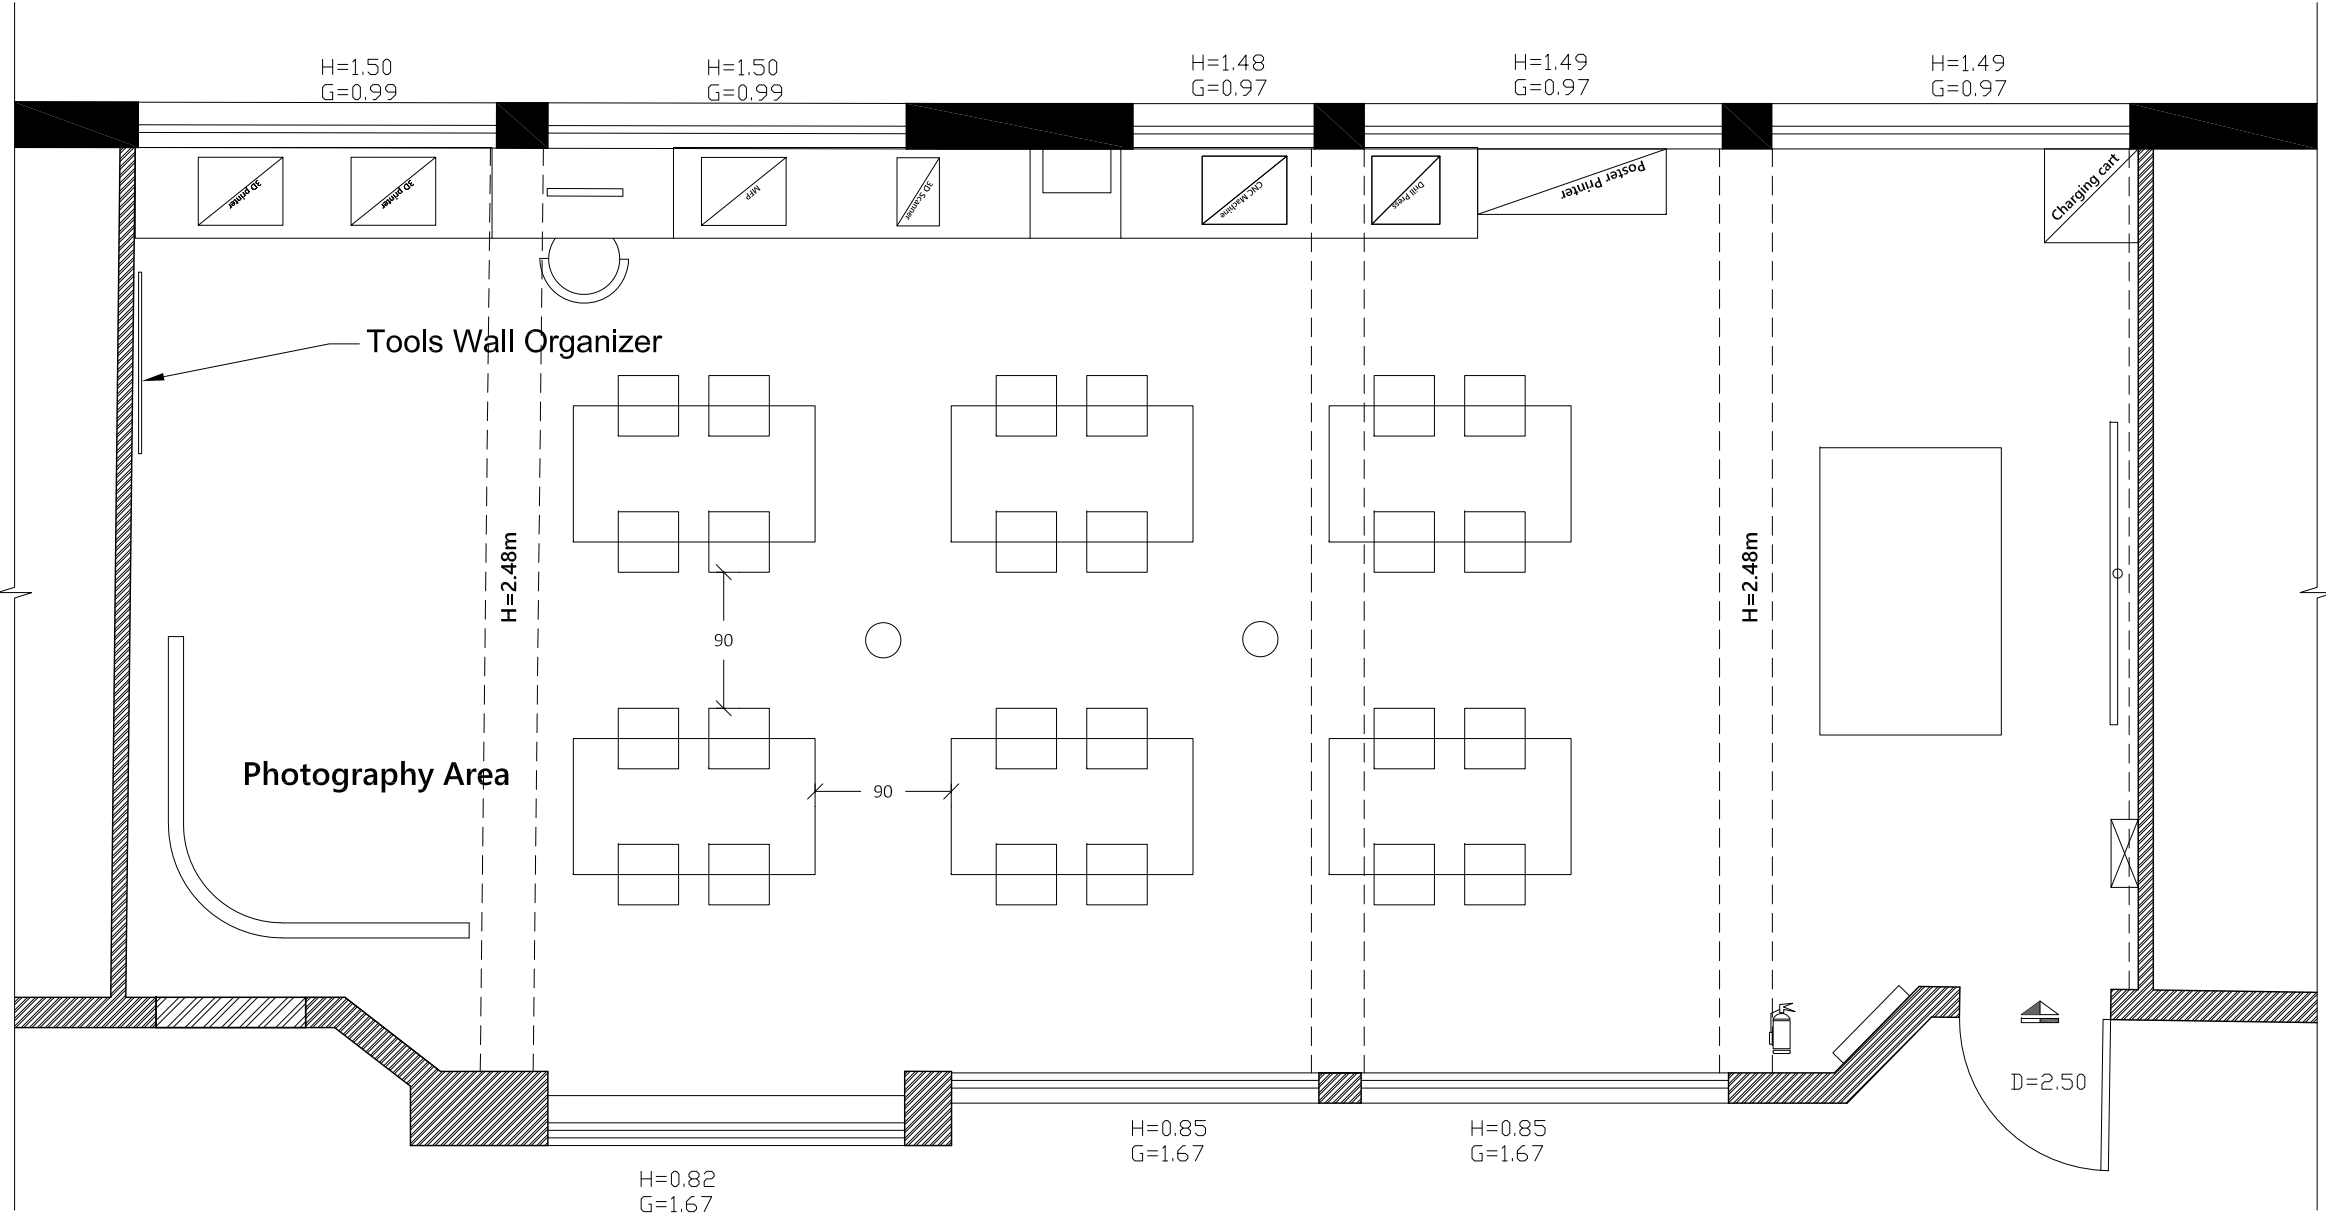 H=1.50
G=0.99
H=1.50
G=0.99
H=1.48
G=0.97
H=1.49
G=0.97
H=1.49
G=0.97
3D printer
3D printer
MFP
3D Scanner
CNC Machine
Drill Press
Poster Printer
Charging cart
Tools Wall Organizer
H=2.48m
H=2.48m
90
Photography Area
90
D=2.50
H=0.85
G=1.67
H=0.85
G=1.67
H=0.82
G=1.67